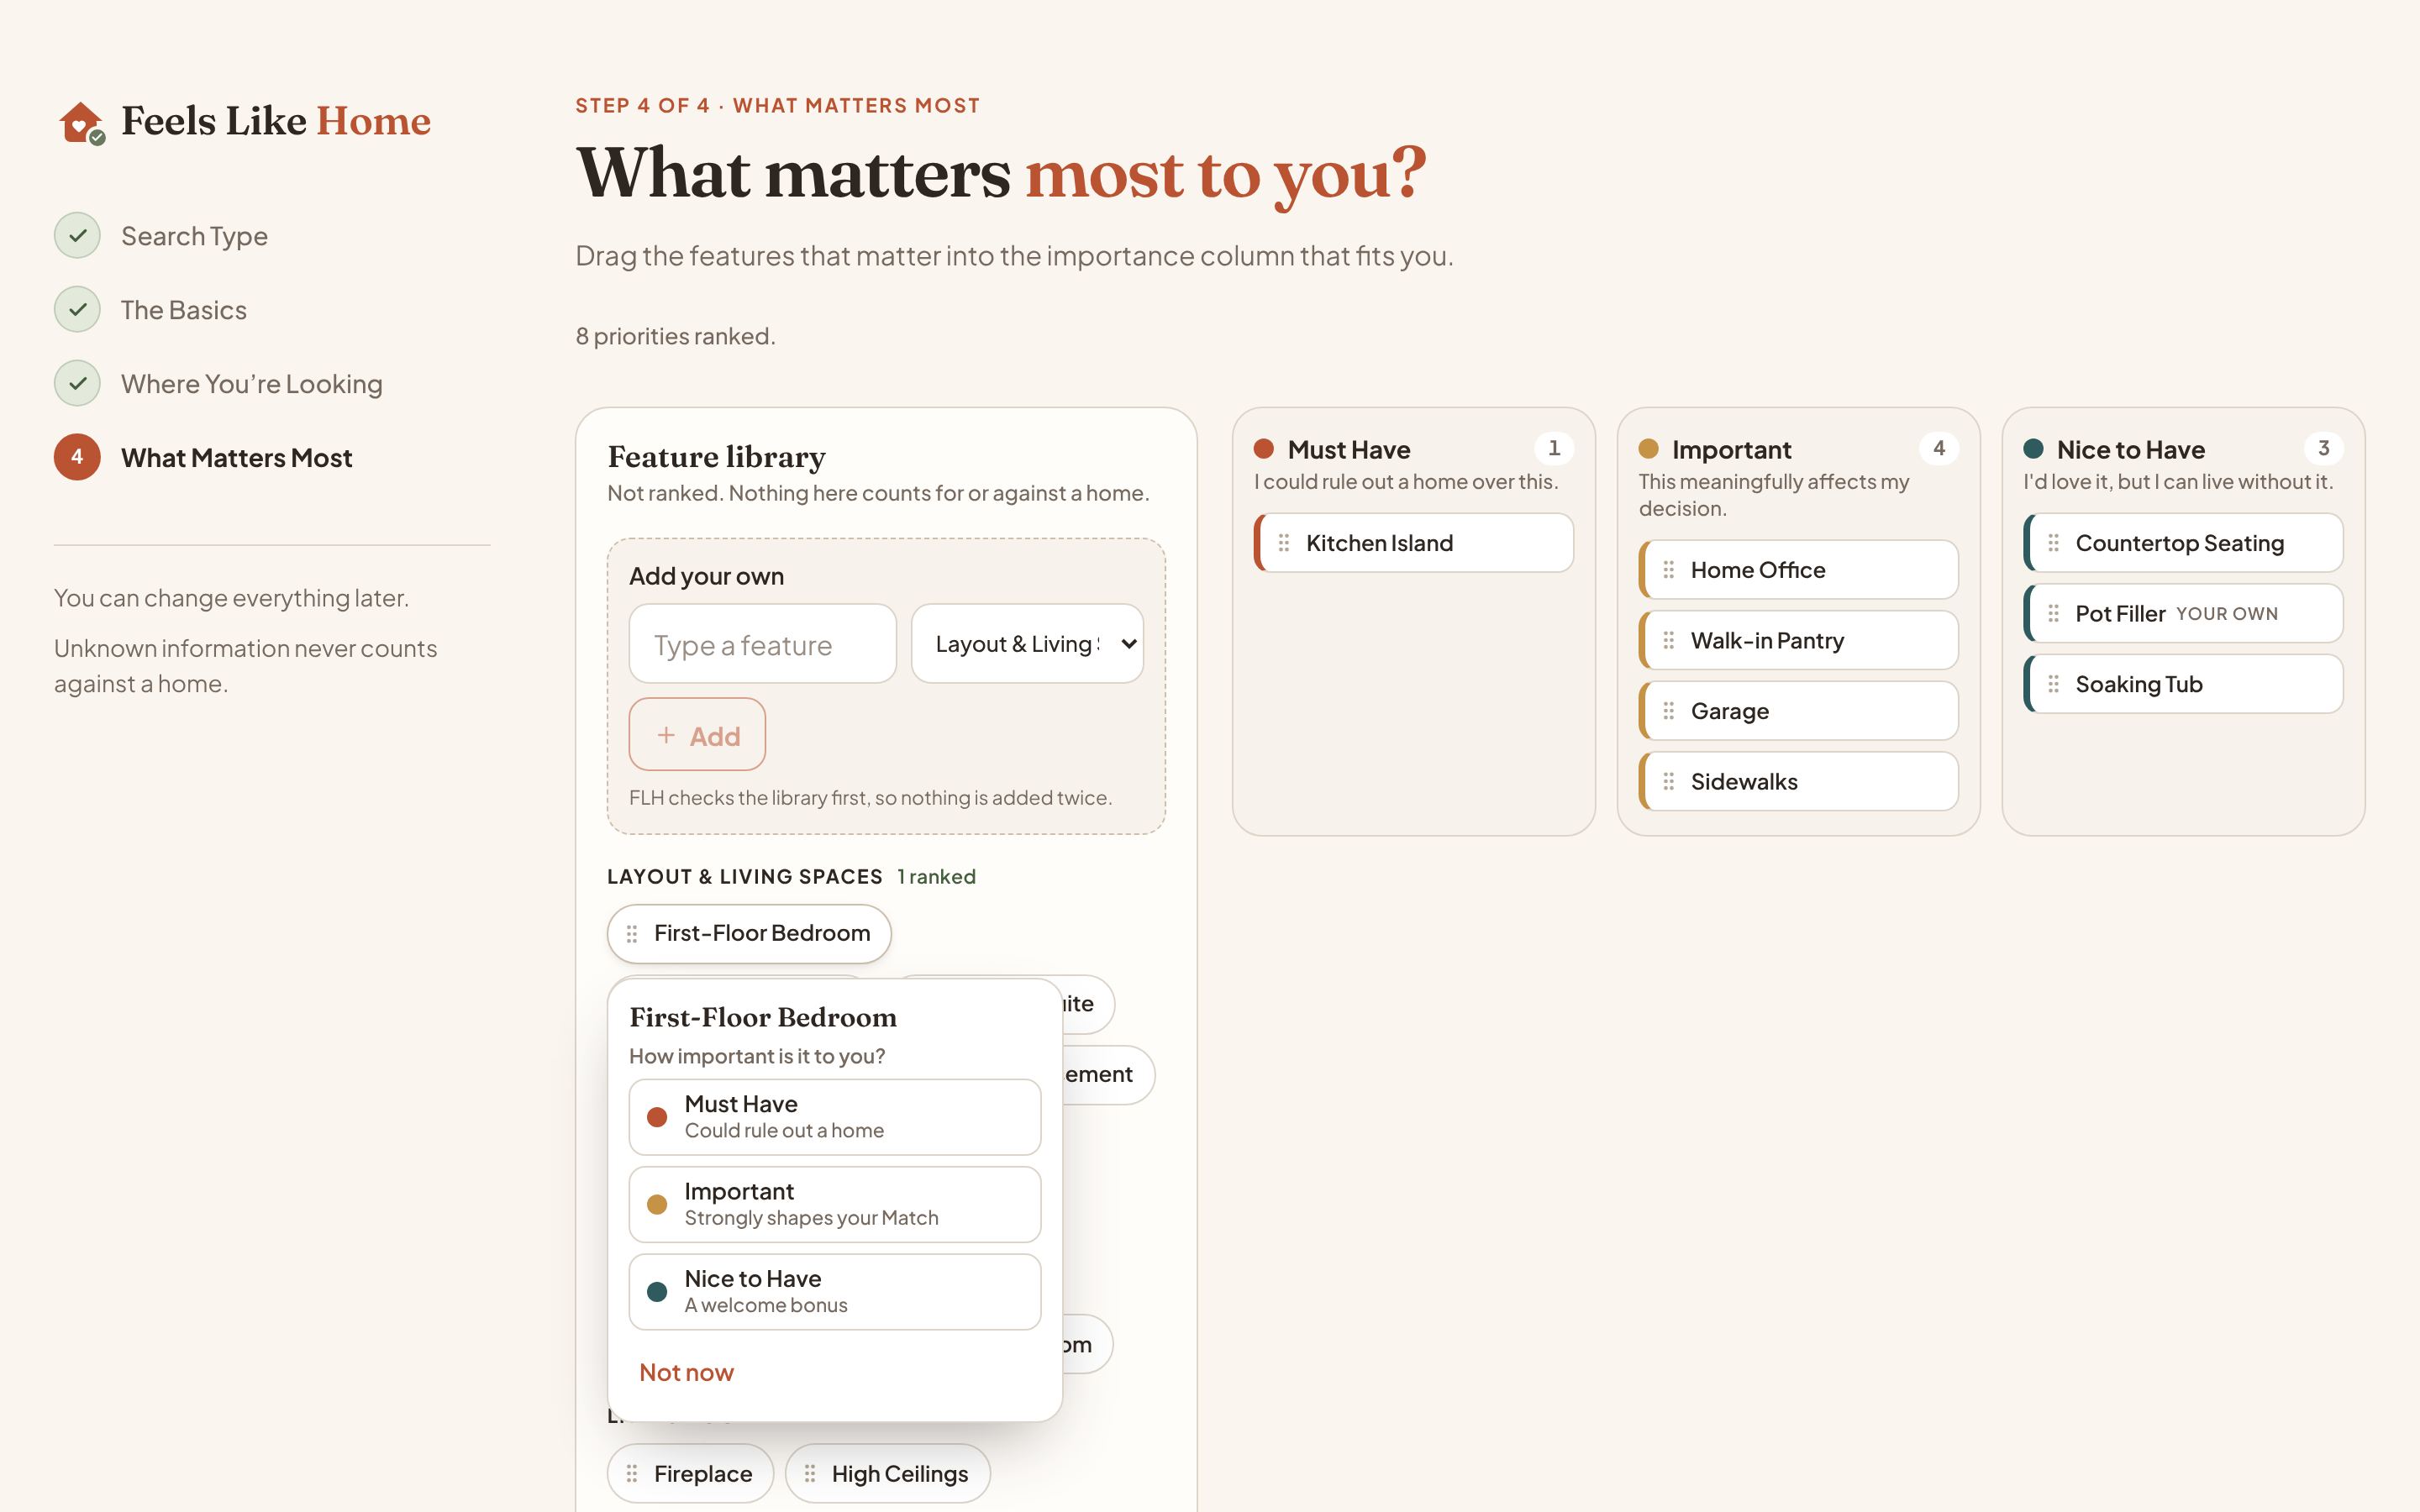 Feels Like Home
Search Type
The Basics
Where You’re Looking
4 What Matters Most
You can change everything later.
Unknown information never counts
against a home.
STEP 4 OF 4 · WHAT MATTERS MOST
What matters most to you?
Drag the features that matter into the importance column that fits you.
8 priorities ranked.
Feature library
Not ranked. Nothing here counts for or against a home.
Add your own
Type a feature
Layout & Living
+ Add
FLH checks the library first, so nothing is added twice.
LAYOUT & LIVING SPACES 1 ranked
First-Floor Bedroom
First-Floor Bedroom
How important is it to you?
Must Have
Could rule out a home
Important
Strongly shapes your Match
Nice to Have
A welcome bonus
Not now
Fireplace
High Ceilings
Must Have 1
I could rule out a home over this.
Kitchen Island
Important 4
This meaningfully affects my
decision.
Home Office
Walk-in Pantry
Garage
Sidewalks
Nice to Have 3
I'd love it, but I can live without it.
Countertop Seating
Pot Filler YOUR OWN
Soaking Tub